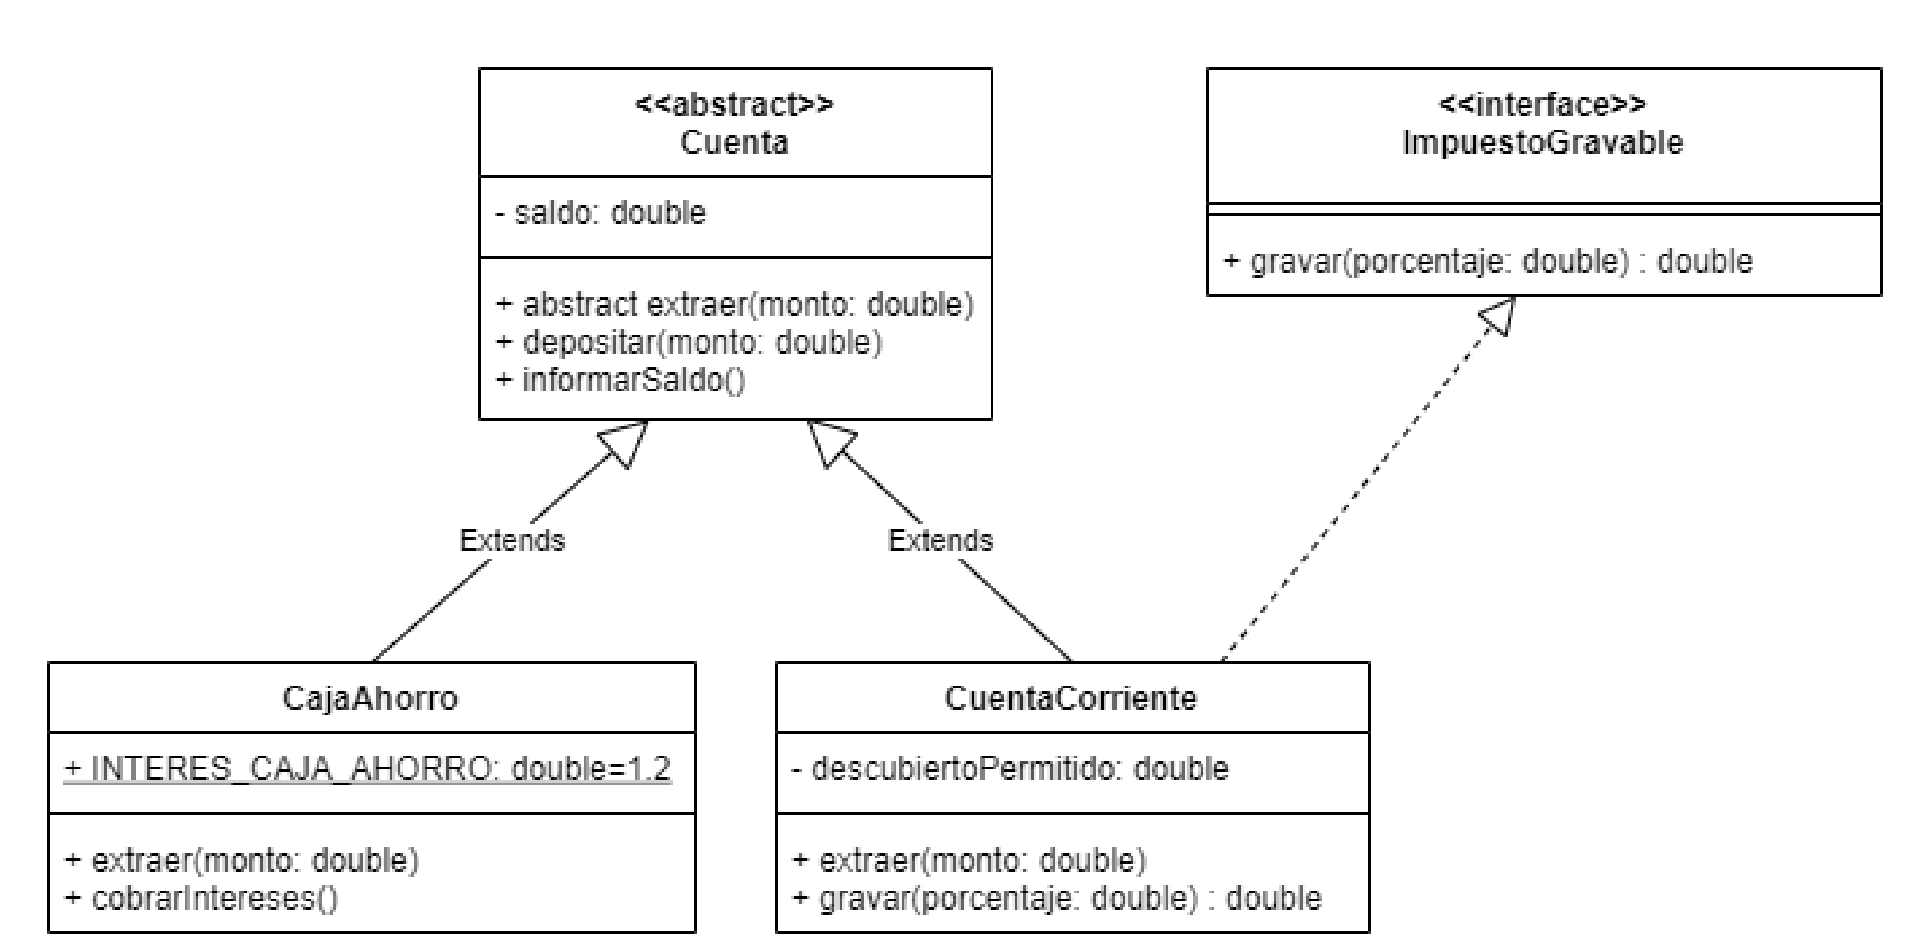 <<abstract>>
Cuenta
- saldo: double
+ abstract extraer(monto: double)
+ depositar(monto: double)
+ informarSaldo()
<<interface>>
ImpuestoGravable
+ gravar(porcentaje: double) : double
Extends
Extends
CajaAhorro
+ INTERES_CAJA_AHORRO: double=1.2
+ extraer(monto: double)
+ cobrarIntereses()
CuentaCorriente
- descubiertoPermitido: double
+ extraer(monto: double)
+ gravar(porcentaje: double) : double